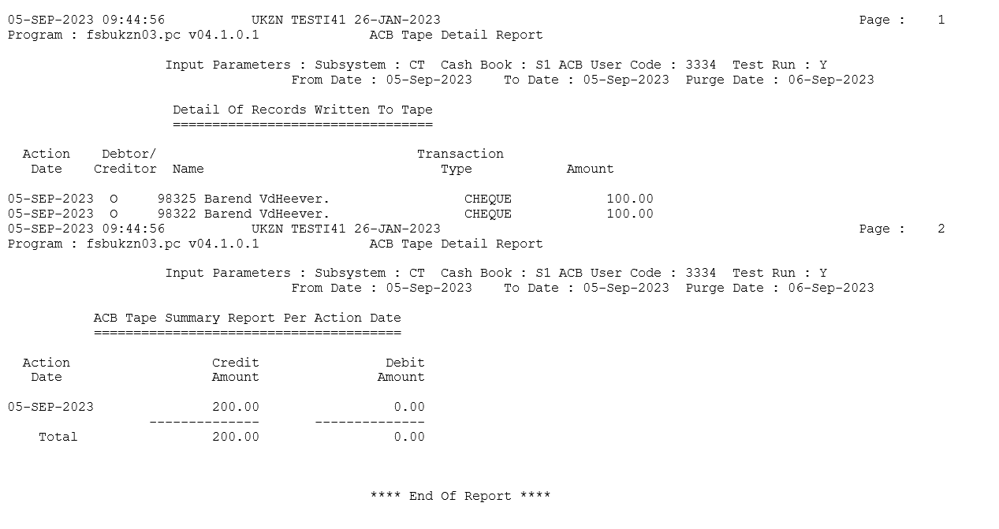 05-SEP-2023 09:44:56           UKZN TESTI41 26-JAN-2023                                                     Page :    1
Program : fsbukzn03.pc v04.1.0.1              ACB Tape Detail Report
Input Parameters : Subsystem : CT  Cash Book : S1 ACB User Code : 3334  Test Run : Y
From Date : 05-Sep-2023    To Date : 05-Sep-2023  Purge Date : 06-Sep-2023
Detail Of Records Written To Tape
=================================
Action    Debtor/                                 Transaction
Date    Creditor  Name                              Type            Amount
05-SEP-2023  O     98325 Barend VdHeever.                 CHEQUE            100.00
05-SEP-2023  O     98322 Barend VdHeever.                 CHEQUE            100.00
05-SEP-2023 09:44:56           UKZN TESTI41 26-JAN-2023                                                     Page :    2
Program : fsbukzn03.pc v04.1.0.1              ACB Tape Detail Report
Input Parameters : Subsystem : CT  Cash Book : S1 ACB User Code : 3334  Test Run : Y
From Date : 05-Sep-2023    To Date : 05-Sep-2023  Purge Date : 06-Sep-2023
ACB Tape Summary Report Per Action Date
=======================================
Action                  Credit                Debit
Date                   Amount               Amount
05-SEP-2023               200.00                 0.00
--------------       --------------
Total                 200.00                 0.00
**** End Of Report ****